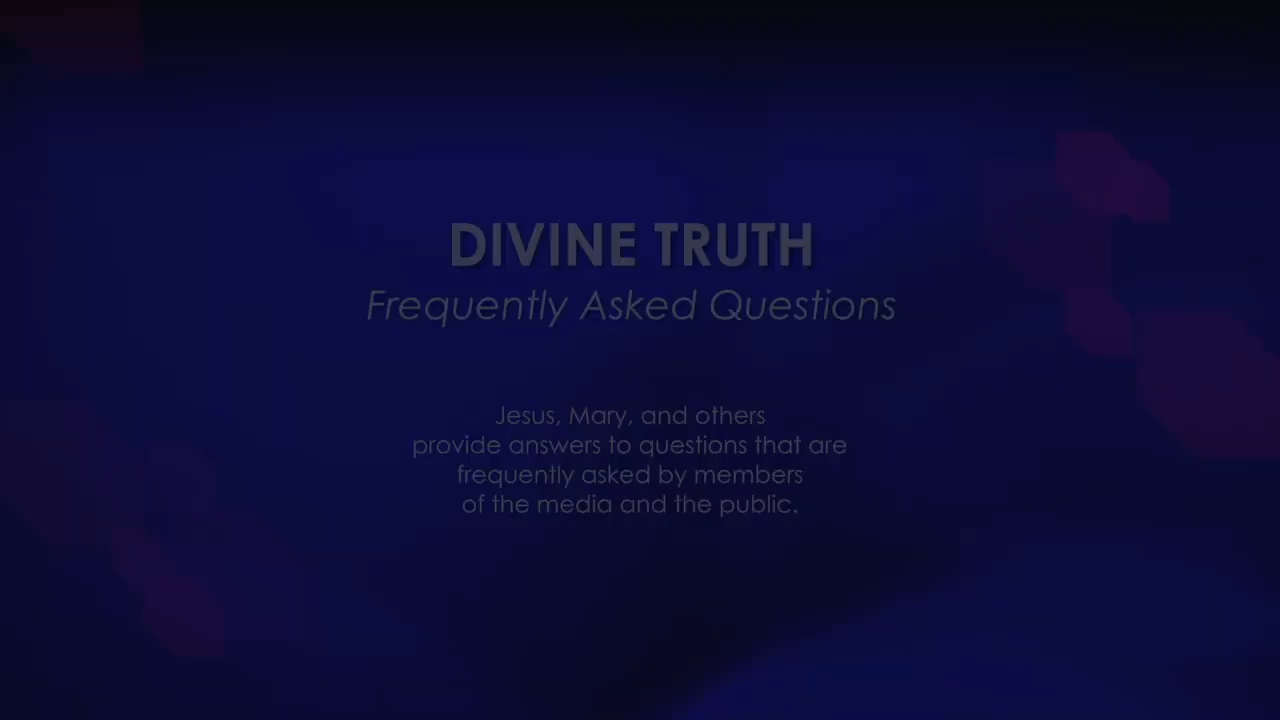 DIVINE TRUTH
Frequently Asked Questions
Jesus, Mary, and others
provide answers to questions that are
frequently asked by members
of the media and the public.